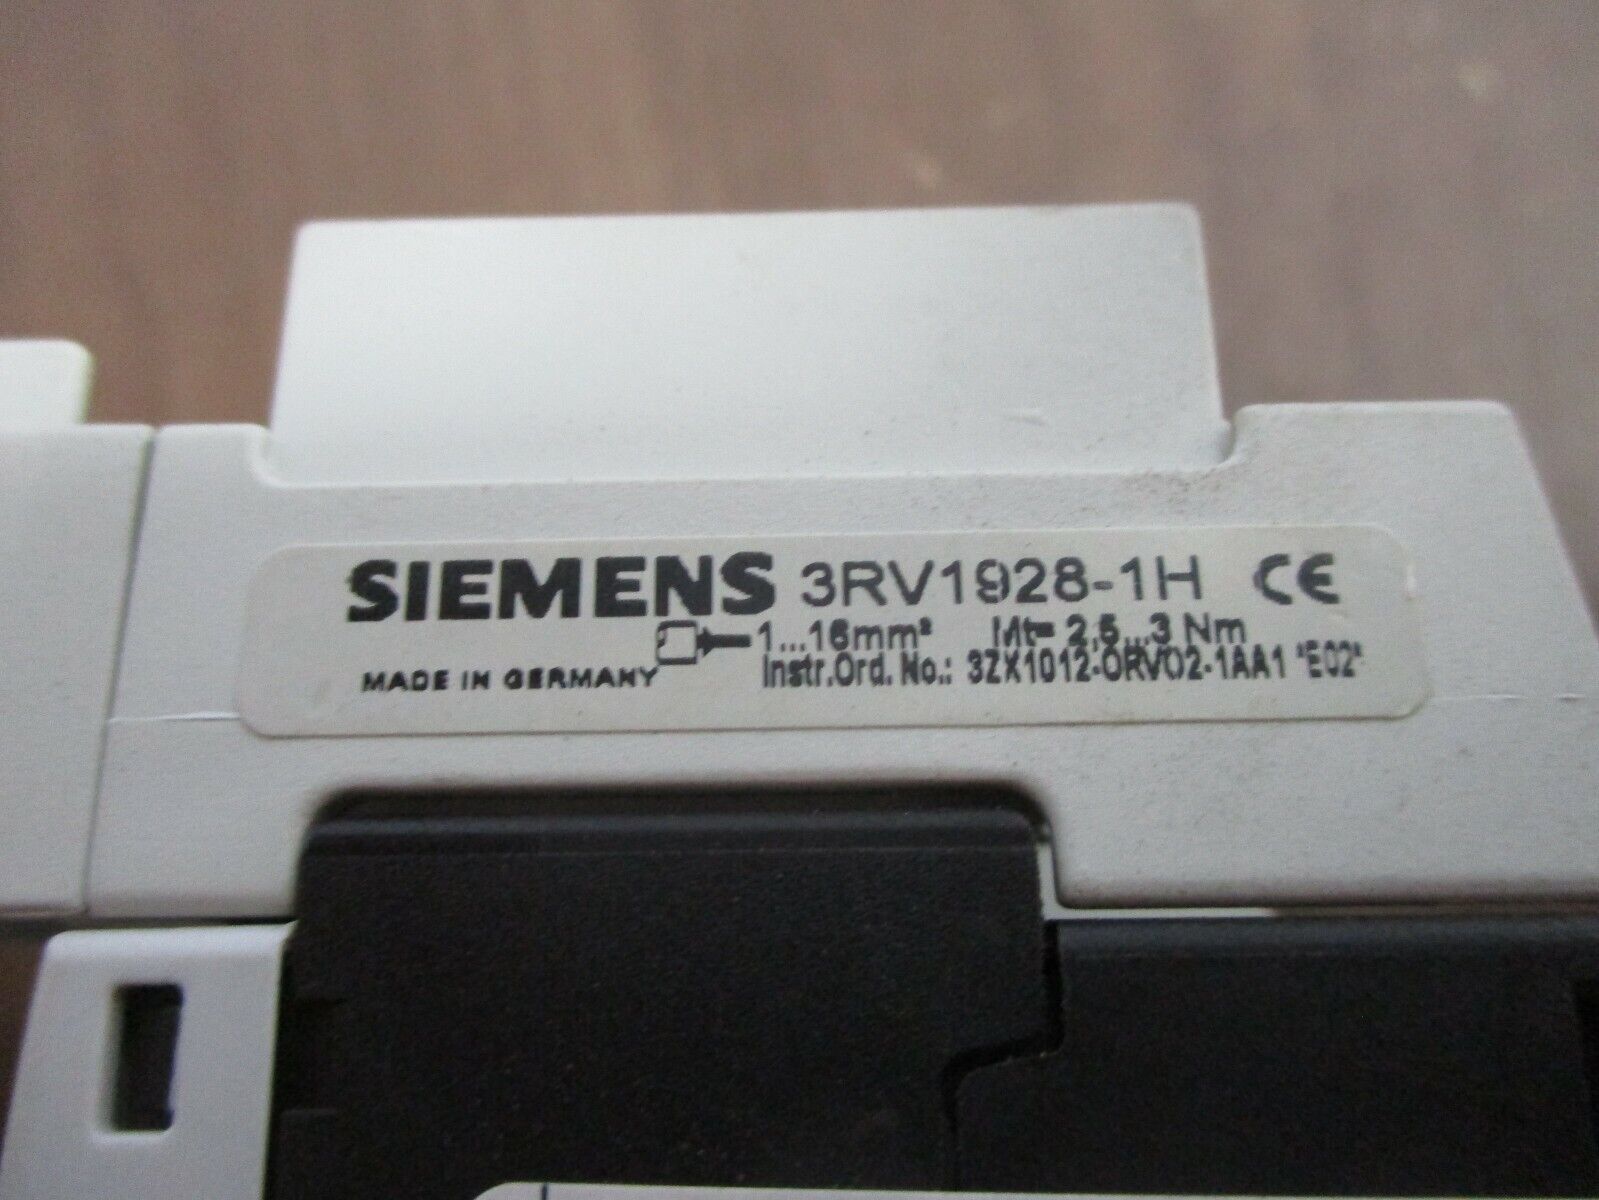 SIEMENS 3RV1928-1H CE
1...16mm² Mt= 2,5...3 Nm
MADE IN GERMANY Instr.Ord. No.: 3ZX1012-0RV02-1AA1 "E02"